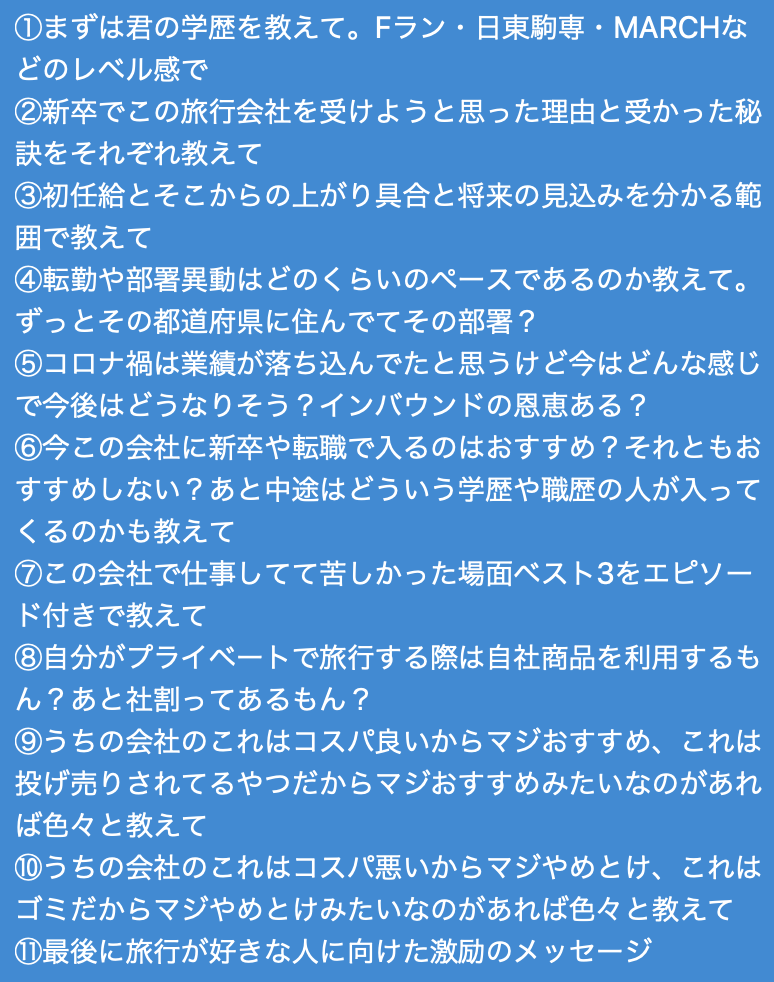 ①まずは君の学歴を教えて。Fラン・日東駒専・MARCHな
どのレベル感で
②新卒でこの旅行会社を受けようと思った理由と受かった秘
訣をそれぞれ教えて
③初任給とそこからの上がり具合と将来の見込みを分かる範
囲で教えて
④転勤や部署異動はどのくらいのペースであるのか教えて。
ずっとその都道府県に住んでてその部署？
⑤コロナ禍は業績が落ち込んでたと思うけど今はどんな感じ
で今後はどうなりそう？インバウンドの恩恵ある？
⑥今この会社に新卒や転職で入るのはおすすめ？それともお
すすめしない？あと中途はどういう学歴や職歴の人が入って
くるのかも教えて
⑦この会社で仕事してて苦しかった場面ベスト3をエピソー
ド付きで教えて
⑧自分がプライベートで旅行する際は自社商品を利用するも
ん？あと社割ってあるもん？
⑨うちの会社のこれはコスパ良いからマジおすすめ、これは
投げ売りされてるやつだからマジおすすめみたいなのがあれ
ば色々と教えて
⑩うちの会社のこれはコスパ悪いからマジやめとけ、これは
ゴミだからマジやめとけみたいなのがあれば色々と教えて
⑪最後に旅行が好きな人に向けた激励のメッセージ